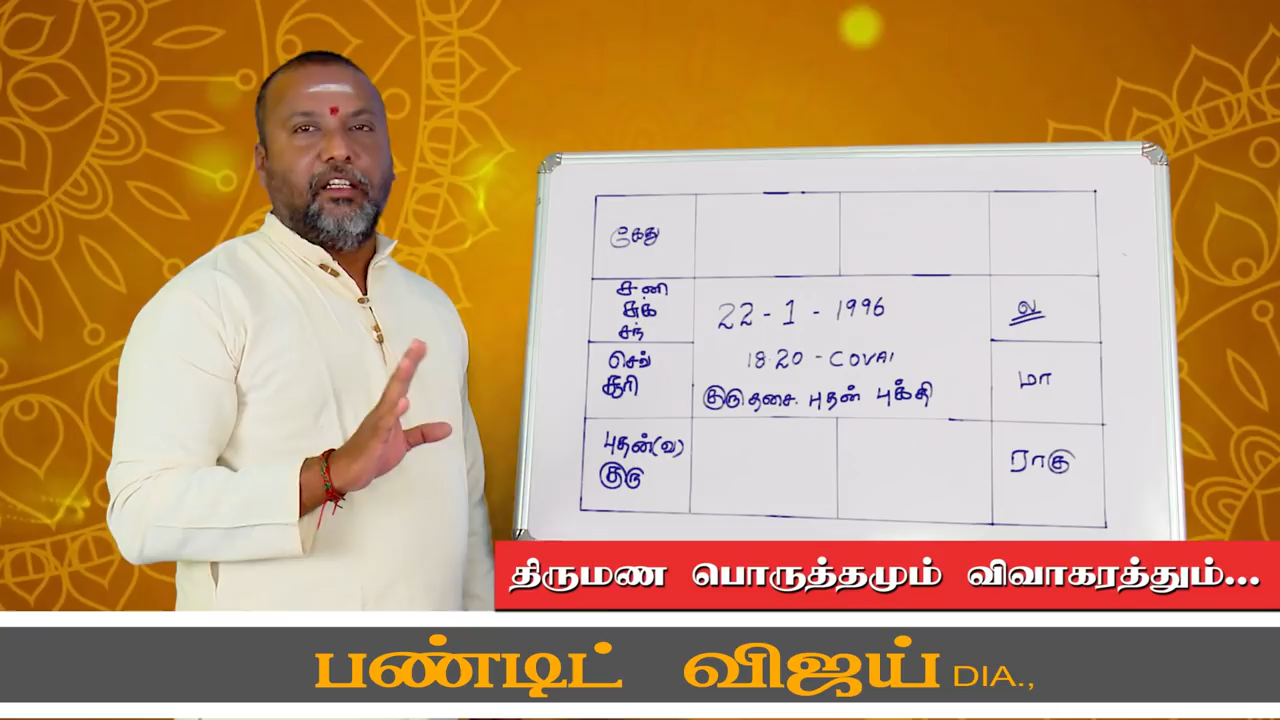 கேது
சனி
சுக்
சந்
22-1-1996
ல
செவ்
சூரி
18.20 - COVAI
குரு தசை. புதன் புக்தி
மா
புதன்(வ)
குரு
ராகு
திருமண பொருத்தமும் விவாகரத்தும்...
பண்டிட் விஜய் DIA.,